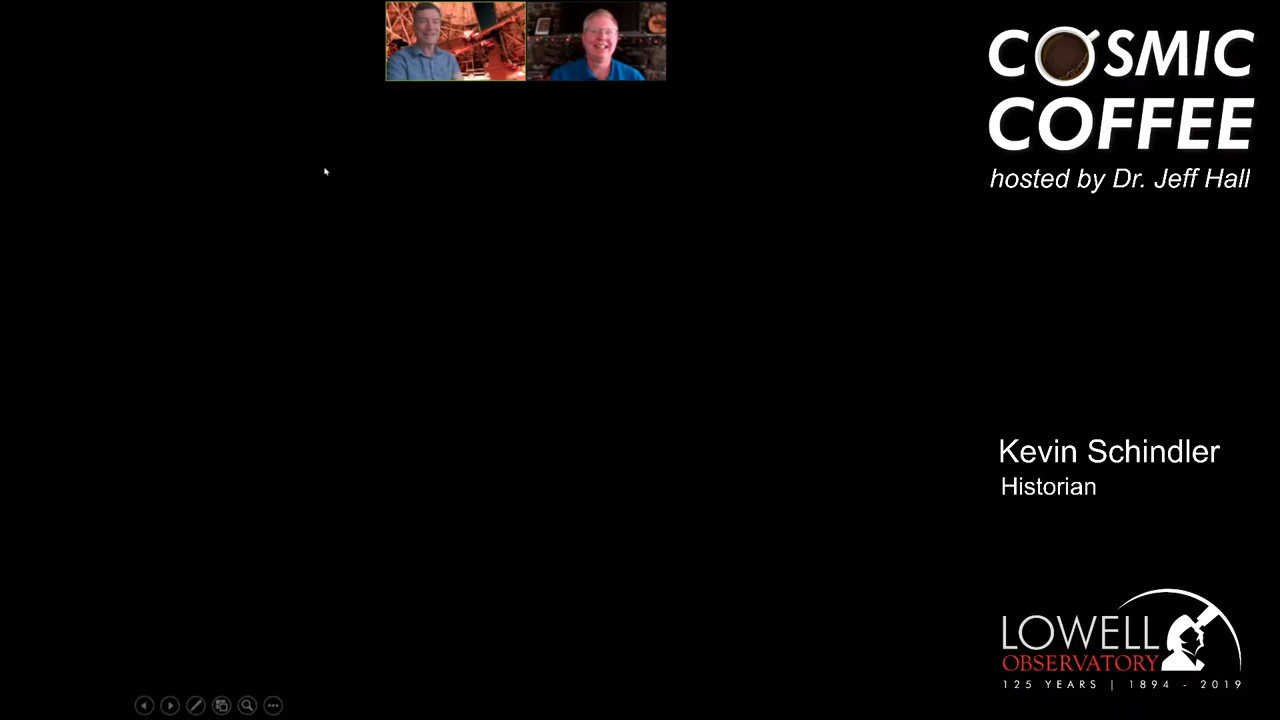 COSMIC
COFFEE
hosted by Dr. Jeff Hall
Kevin Schindler
Historian
LOWELL
OBSERVATORY
125 YEARS | 1894 - 2019